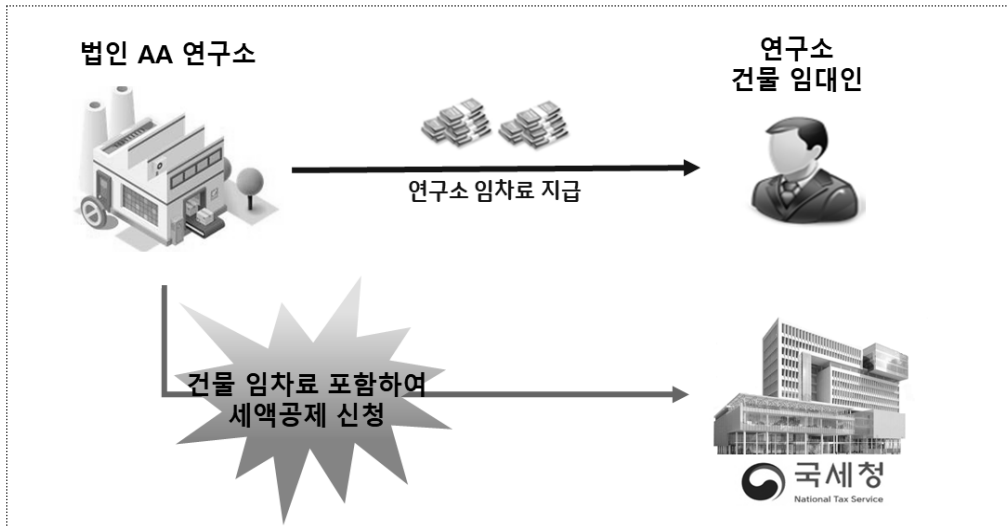 법인 AA 연구소
연구소
건물 임대인
연구소 임차료 지급
건물 임차료 포함하여
세액공제 신청
국세청
National Tax Service